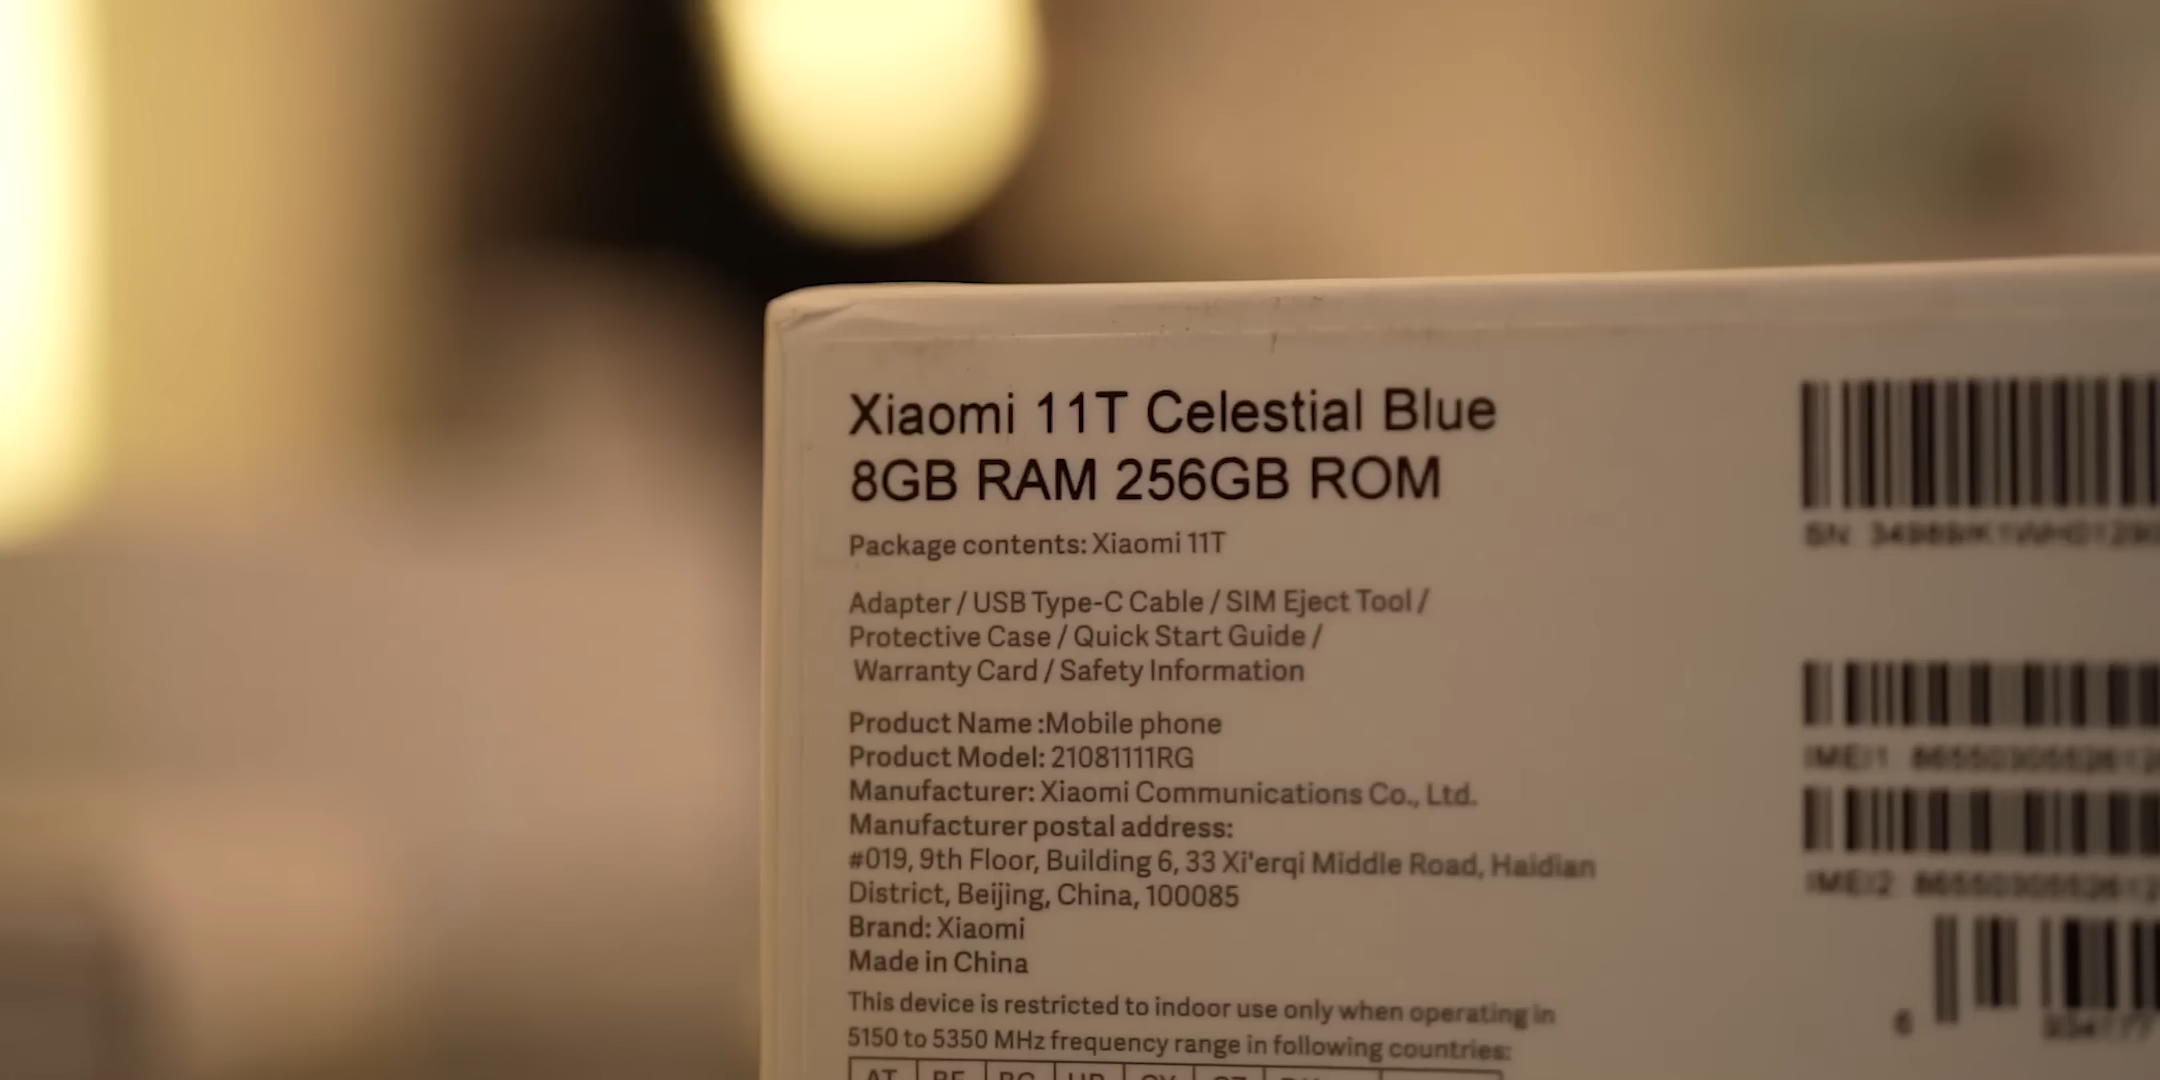 Xiaomi 11T Celestial Blue
8GB RAM 256GB ROM
Package contents: Xiaomi 11T
Adapter / USB Type-C Cable / SIM Eject Tool /
Protective Case / Quick Start Guide /
Warranty Card / Safety Information
Product Name :Mobile phone
Product Model: 21081111RG
Manufacturer: Xiaomi Communications Co., Ltd.
Manufacturer postal address:
#019, 9th Floor, Building 6, 33 Xi'erqi Middle Road, Haidian
District, Beijing, China, 100085
Brand: Xiaomi
Made in China
This device is restricted to indoor use only when operating in
5150 to 5350 MHz frequency range in following countries:
SN:
IMEI1
IMEI2
6